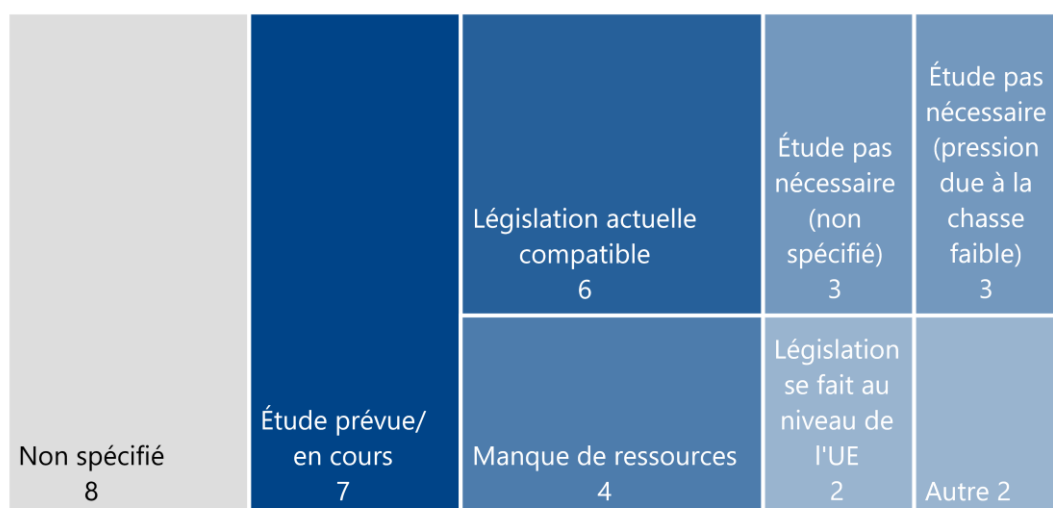 Non spécifié
8
Étude prévue/
en cours
7
Législation actuelle
compatible
6
Manque de ressources
4
Étude pas
nécessaire
(non
spécifié)
3
Étude pas
nécessaire
(pression
due à la
chasse
faible)
3
Législation
se fait au
niveau de
l'UE
2
Autre 2